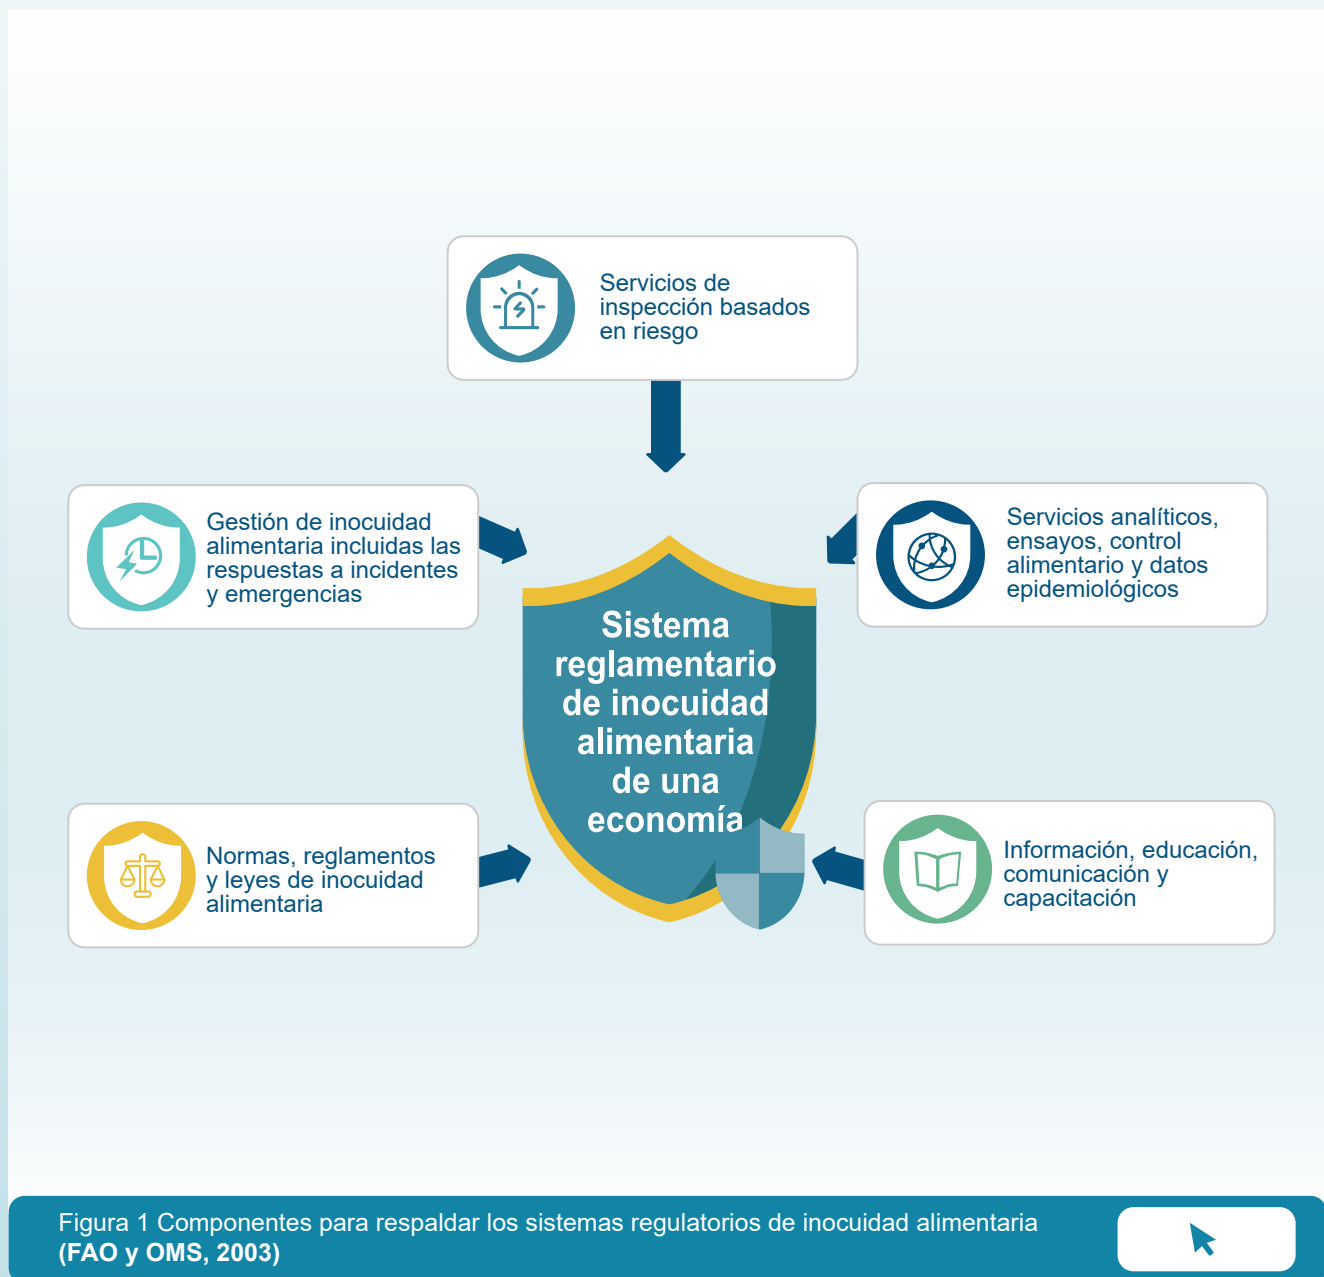 Servicios de
inspección basados
en riesgo
Gestión de inocuidad
alimentaria incluidas las
respuestas a incidentes
y emergencias
Servicios analíticos,
ensayos, control
alimentario y datos
epidemiológicos
Sistema
reglamentario
de inocuidad
alimentaria
de una
economía
Normas, reglamentos
y leyes de inocuidad
alimentaria
Información, educación,
comunicación y
capacitación
Figura 1 Componentes para respaldar los sistemas regulatorios de inocuidad alimentaria
(FAO y OMS, 2003)